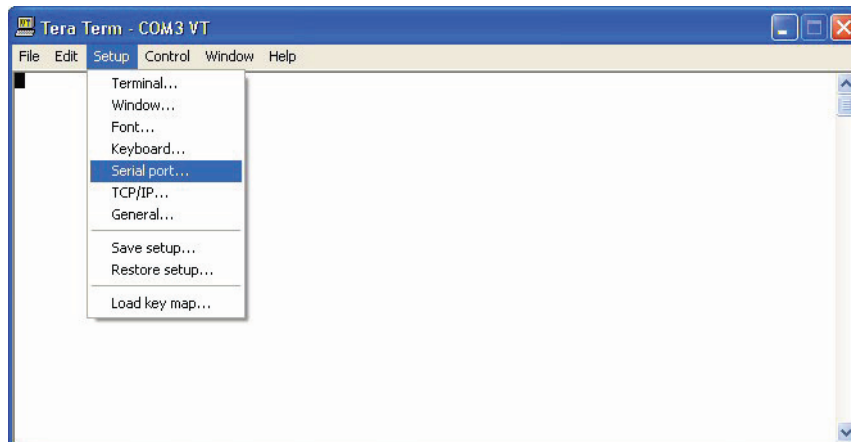 Tera Term - COM3 VT
File Edit Setup Control Window Help
Terminal...
Window...
Font...
Keyboard...
Serial port...
TCP/IP...
General...
Save setup...
Restore setup...
Load key map...